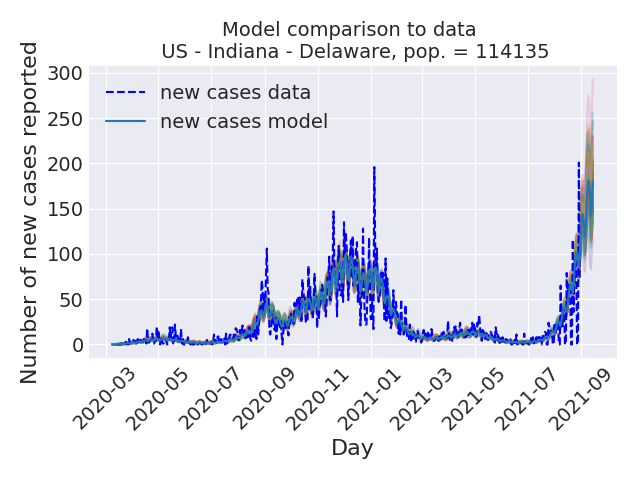 Model comparison to data
US - Indiana - Delaware, pop. = 114135
Number of new cases reported
300
250
200
150
100
50
0
new cases data
new cases model
2020-03
2020-05
2020-07
2020-09
2020-11
2021-01
2021-03
2021-05
2021-07
2021-09
Day